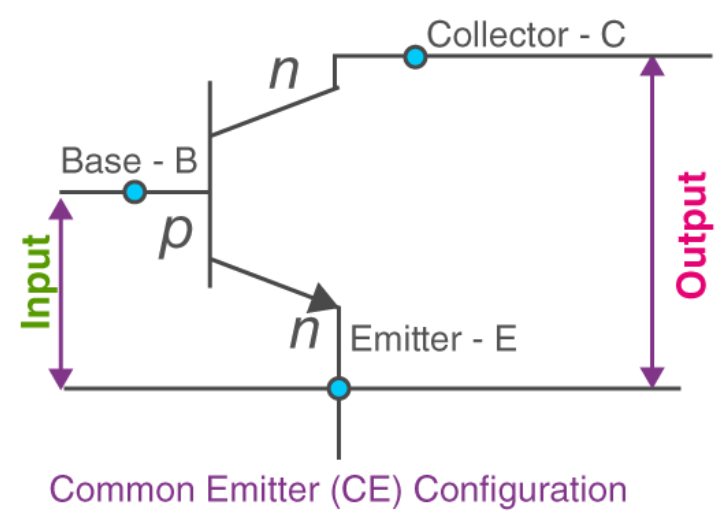 Collector - C
n
Base - B
p
Input
Output
n
Emitter - E
Common Emitter (CE) Configuration